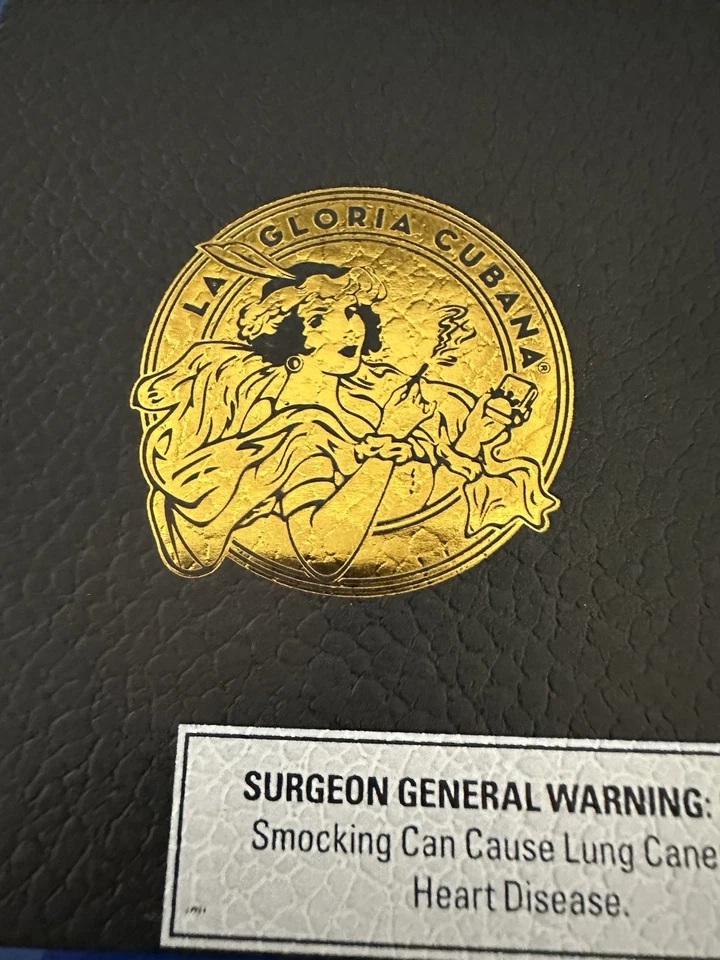 LA GLORIA CUBANA®
SURGEON GENERAL WARNING:
Smocking Can Cause Lung Cane
Heart Disease.